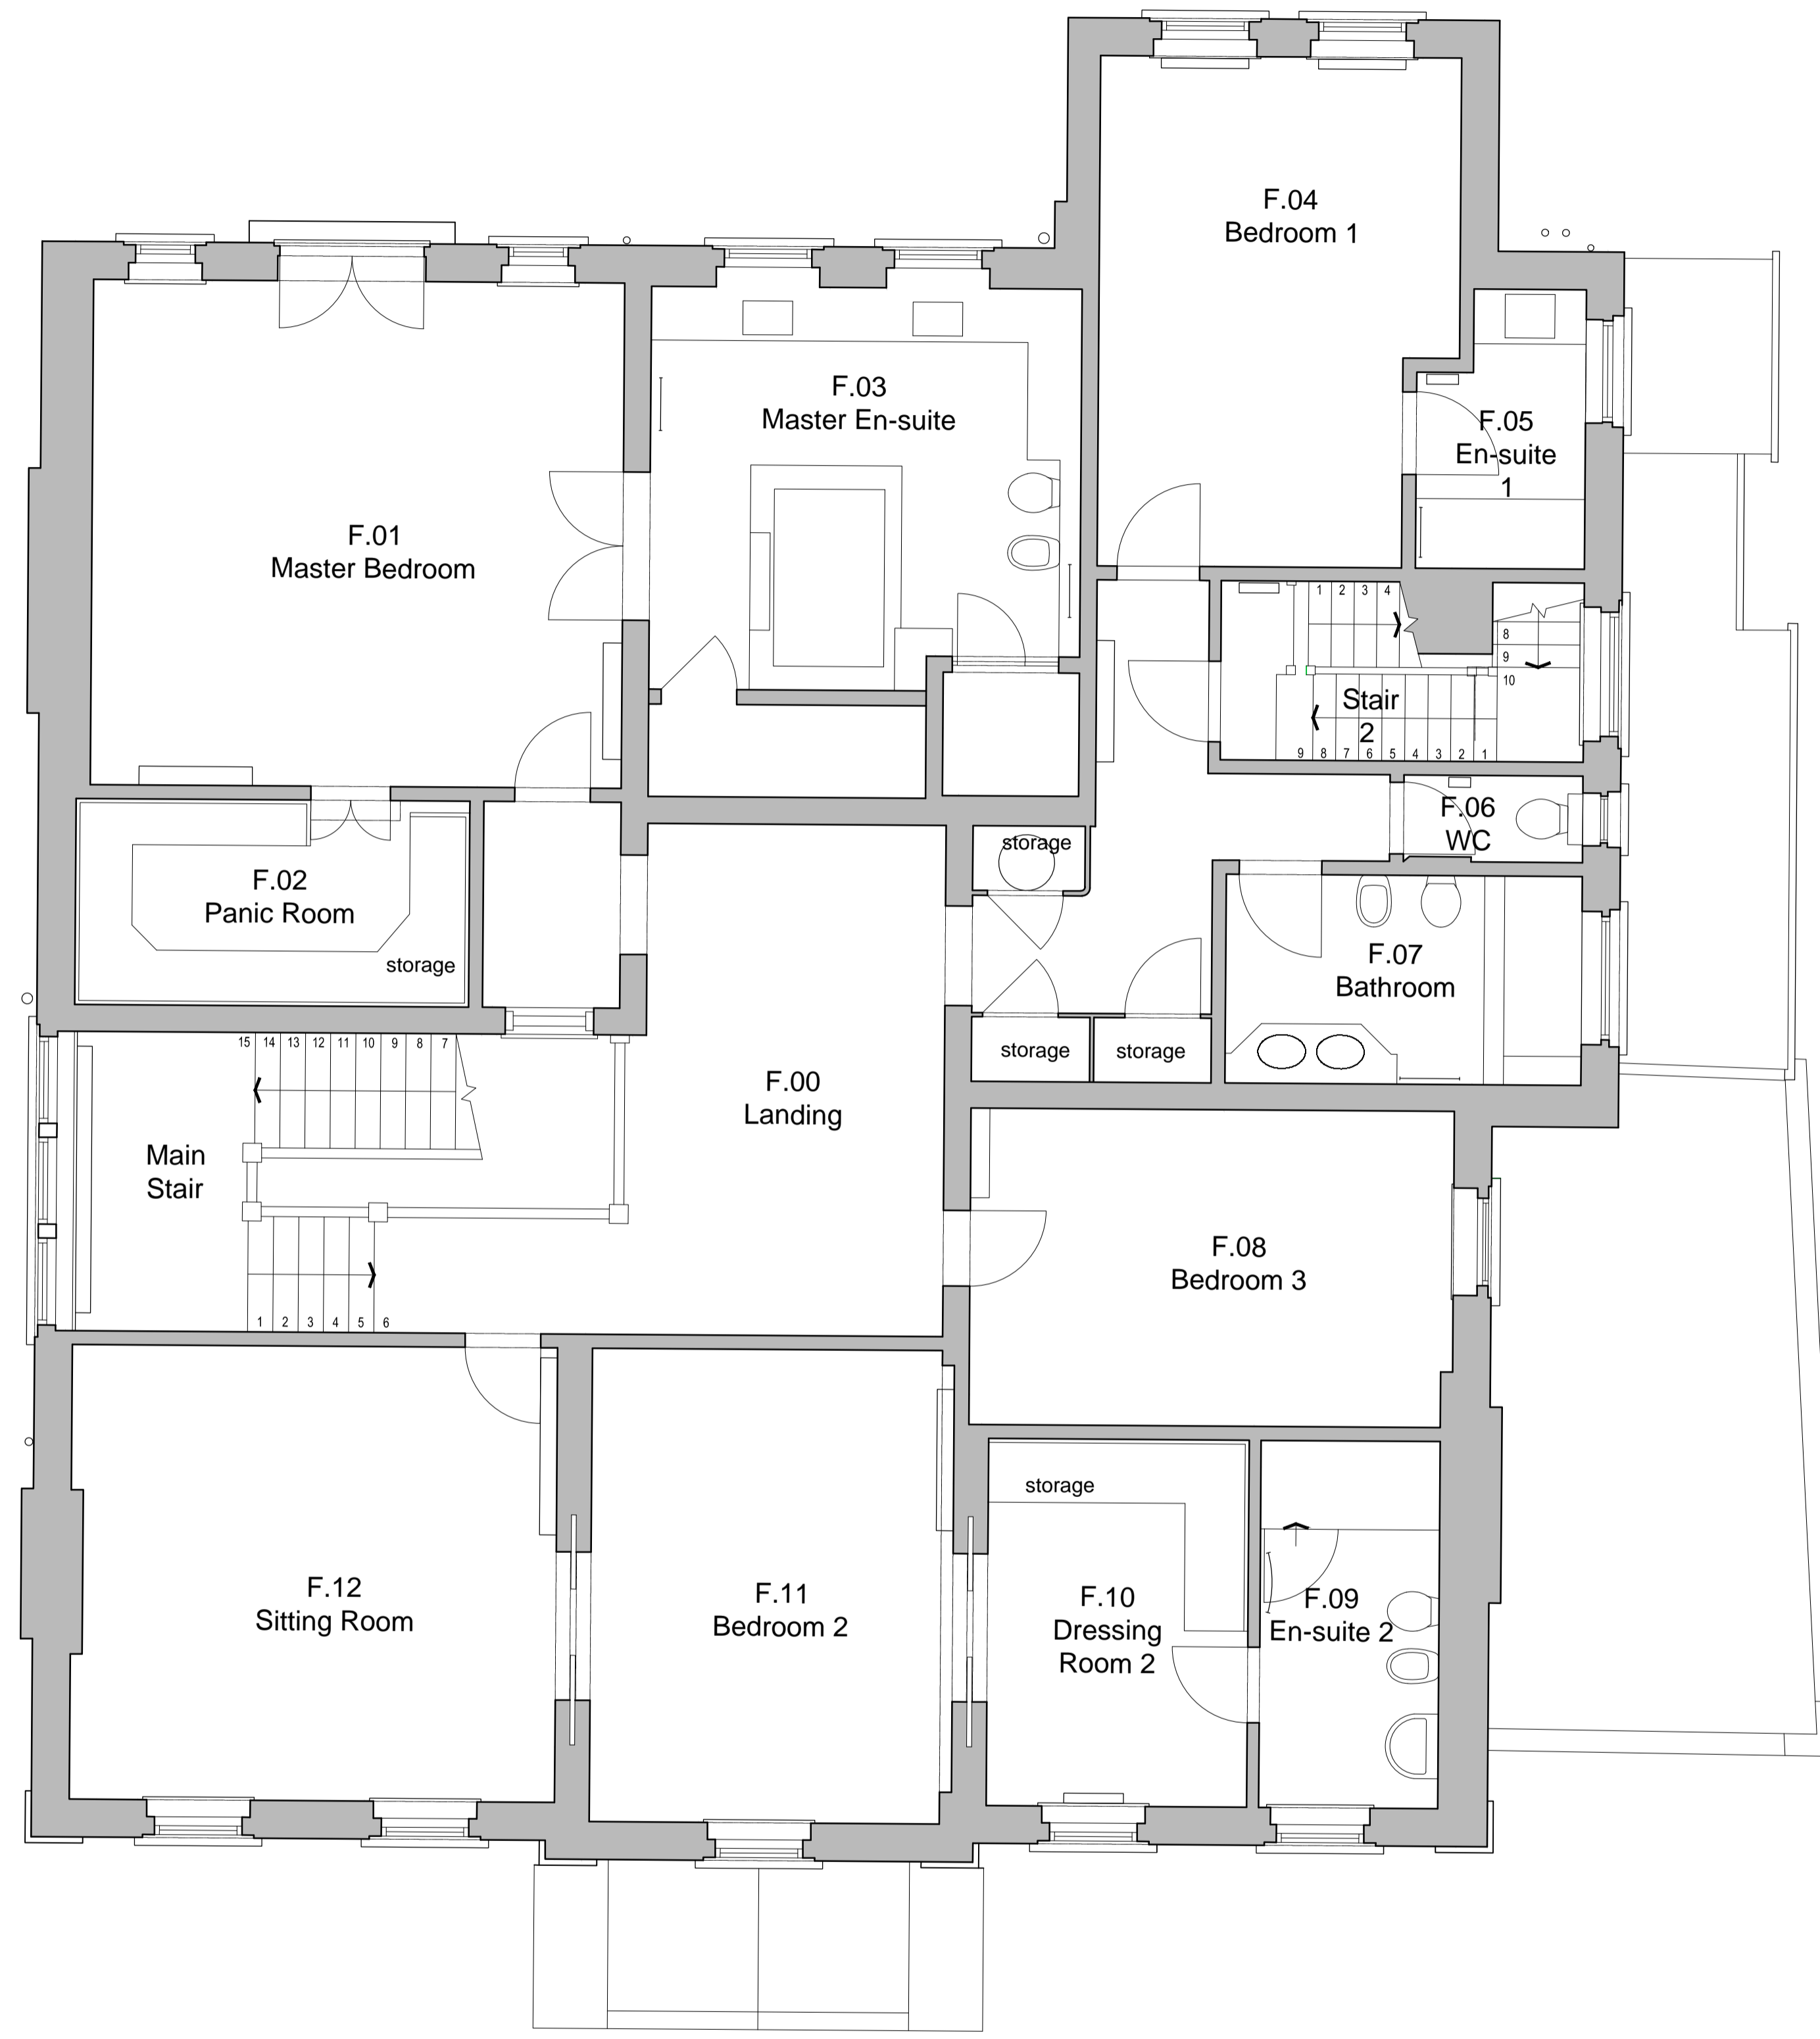 F.04
Bedroom 1
F.03
Master En-suite
F.05
En-suite
1
F.01
Master Bedroom
1 2 3 4
8
9
10
Stair
2
9 8 7 6 5 4 3 2 1
F.06
WC
storage
F.02
Panic Room
storage
F.07
Bathroom
storage
storage
15 14 13 12 11 10 9 8 7
F.00
Landing
Main
Stair
1 2 3 4 5 6
F.08
Bedroom 3
storage
F.12
Sitting Room
F.11
Bedroom 2
F.10
Dressing
Room 2
F.09
En-suite 2